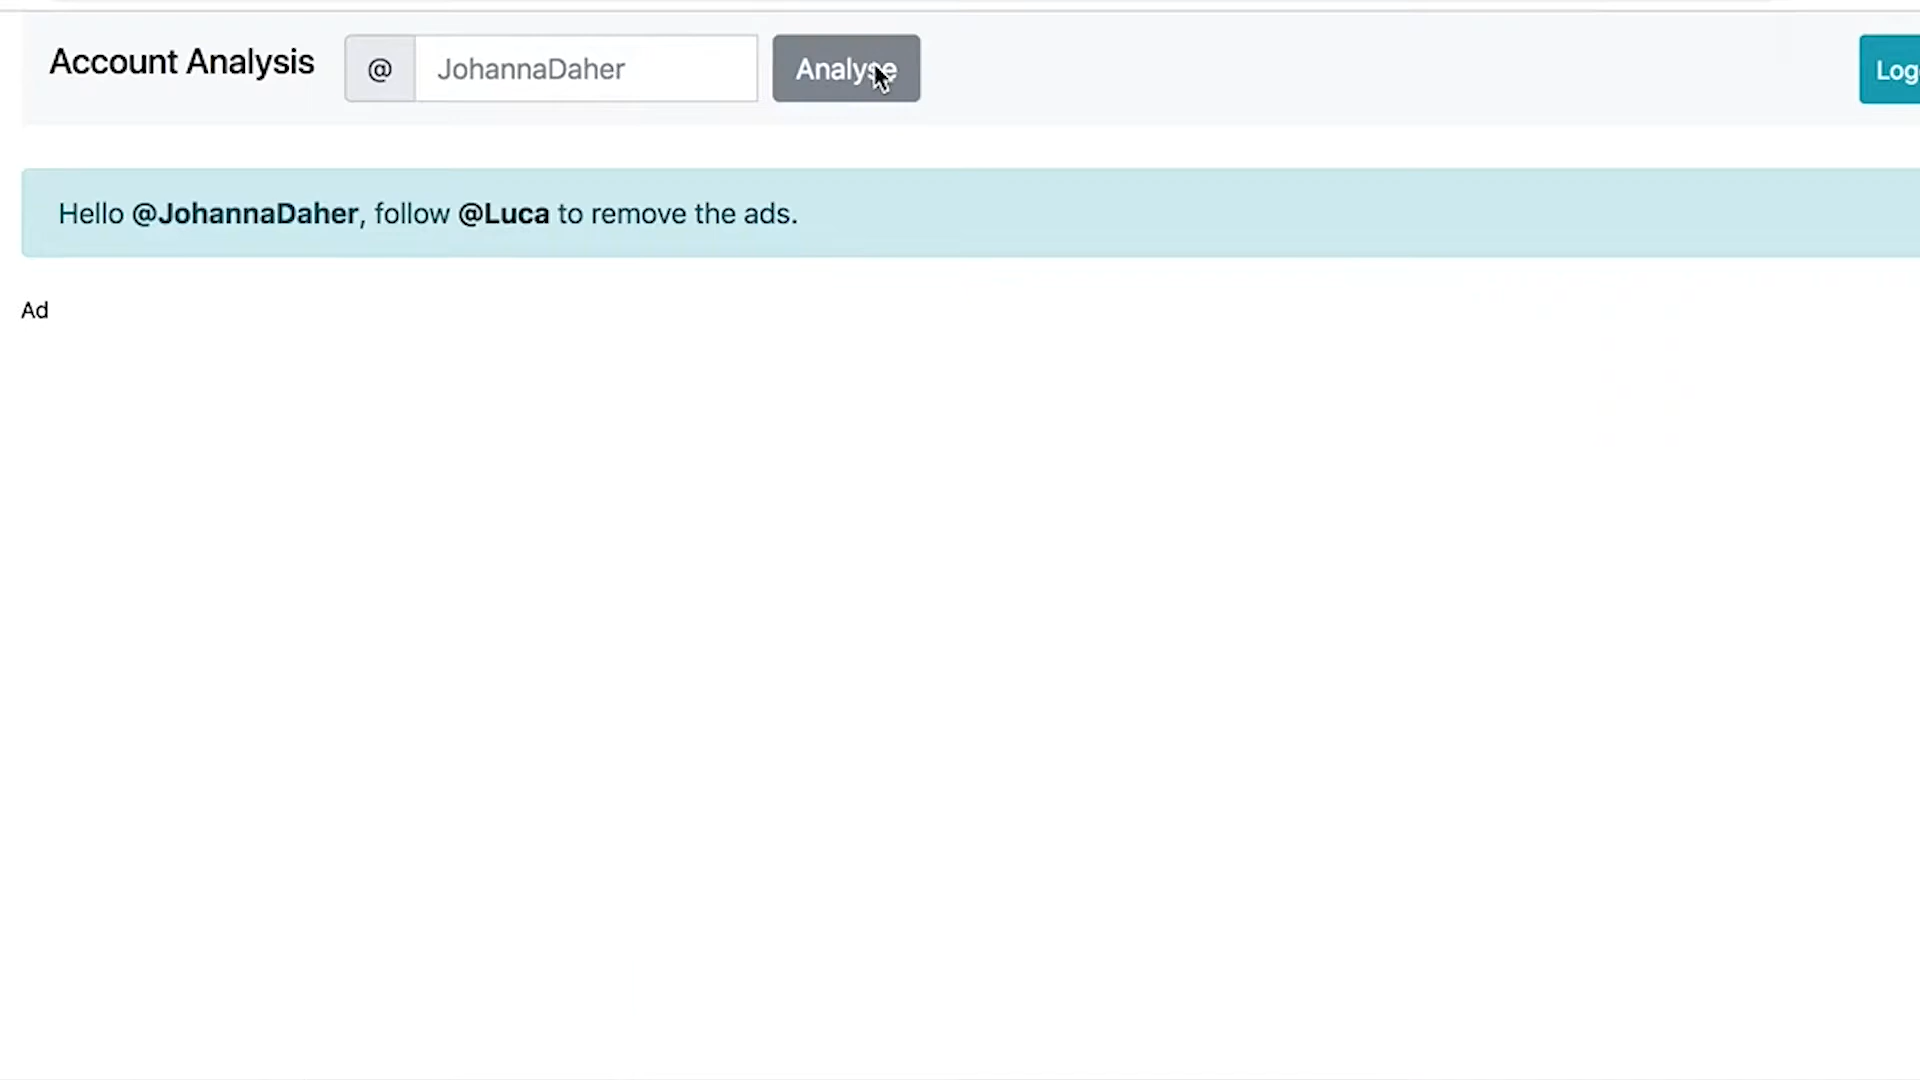 Account Analysis @ JohannaDaher Analyse Log
Hello @JohannaDaher, follow @Luca to remove the ads.
Ad